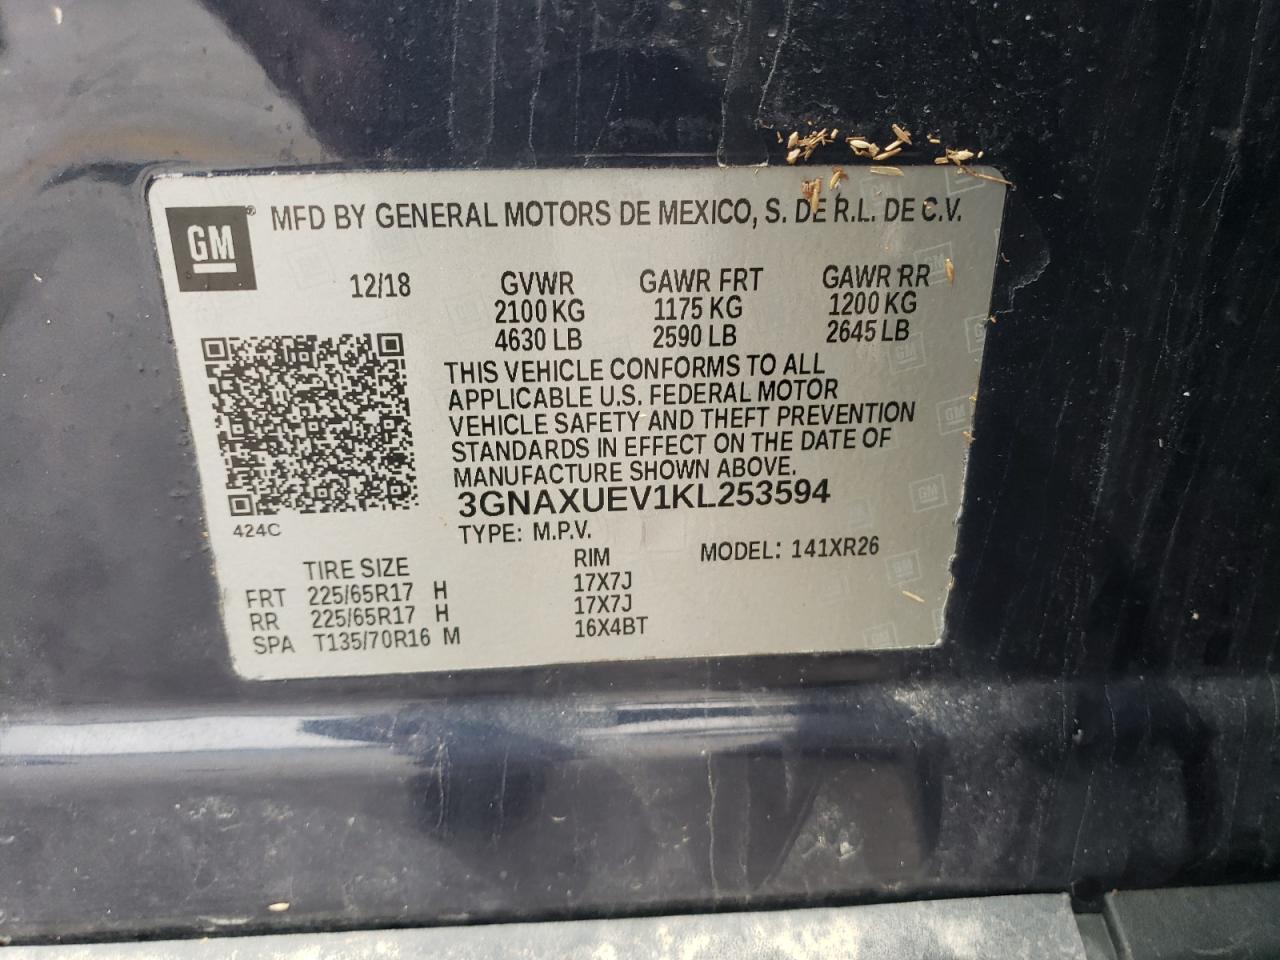 GM® MFD BY GENERAL MOTORS DE MEXICO, S. DE R.L. DE C.V.
12/18 GVWR GAWR FRT GAWR RR
2100 KG 1175 KG 1200 KG
4630 LB 2590 LB 2645 LB
THIS VEHICLE CONFORMS TO ALL
APPLICABLE U.S. FEDERAL MOTOR
VEHICLE SAFETY AND THEFT PREVENTION
STANDARDS IN EFFECT ON THE DATE OF
MANUFACTURE SHOWN ABOVE.
3GNAXUEV1KL253594
424C
TYPE: M.P.V.
MODEL: 141XR26
TIRE SIZE RIM
FRT 225/65R17 H 17X7J
RR 225/65R17 H 17X7J
SPA T135/70R16 M 16X4BT